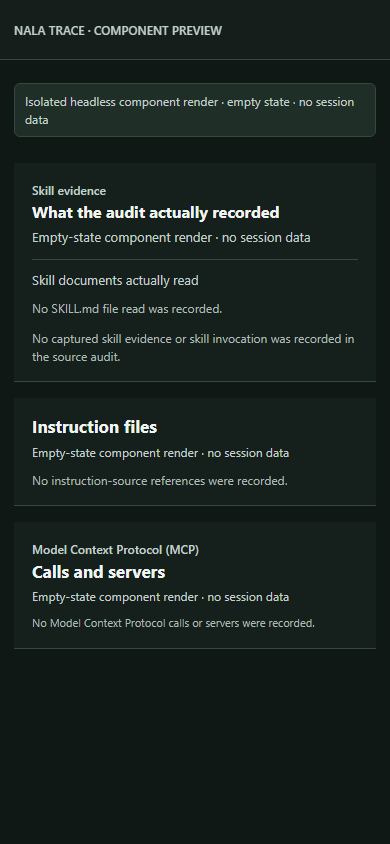 NALA TRACE · COMPONENT PREVIEW
Isolated headless component render · empty state · no session
data
Skill evidence
What the audit actually recorded
Empty-state component render · no session data
Skill documents actually read
No SKILL.md file read was recorded.
No captured skill evidence or skill invocation was recorded in
the source audit.
Instruction files
Empty-state component render · no session data
No instruction-source references were recorded.
Model Context Protocol (MCP)
Calls and servers
Empty-state component render · no session data
No Model Context Protocol calls or servers were recorded.